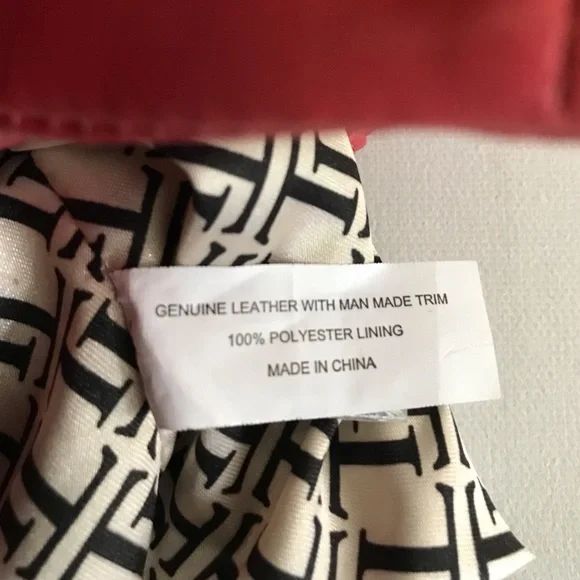 GENUINE LEATHER WITH MAN MADE TRIM
100% POLYESTER LINING
MADE IN CHINA